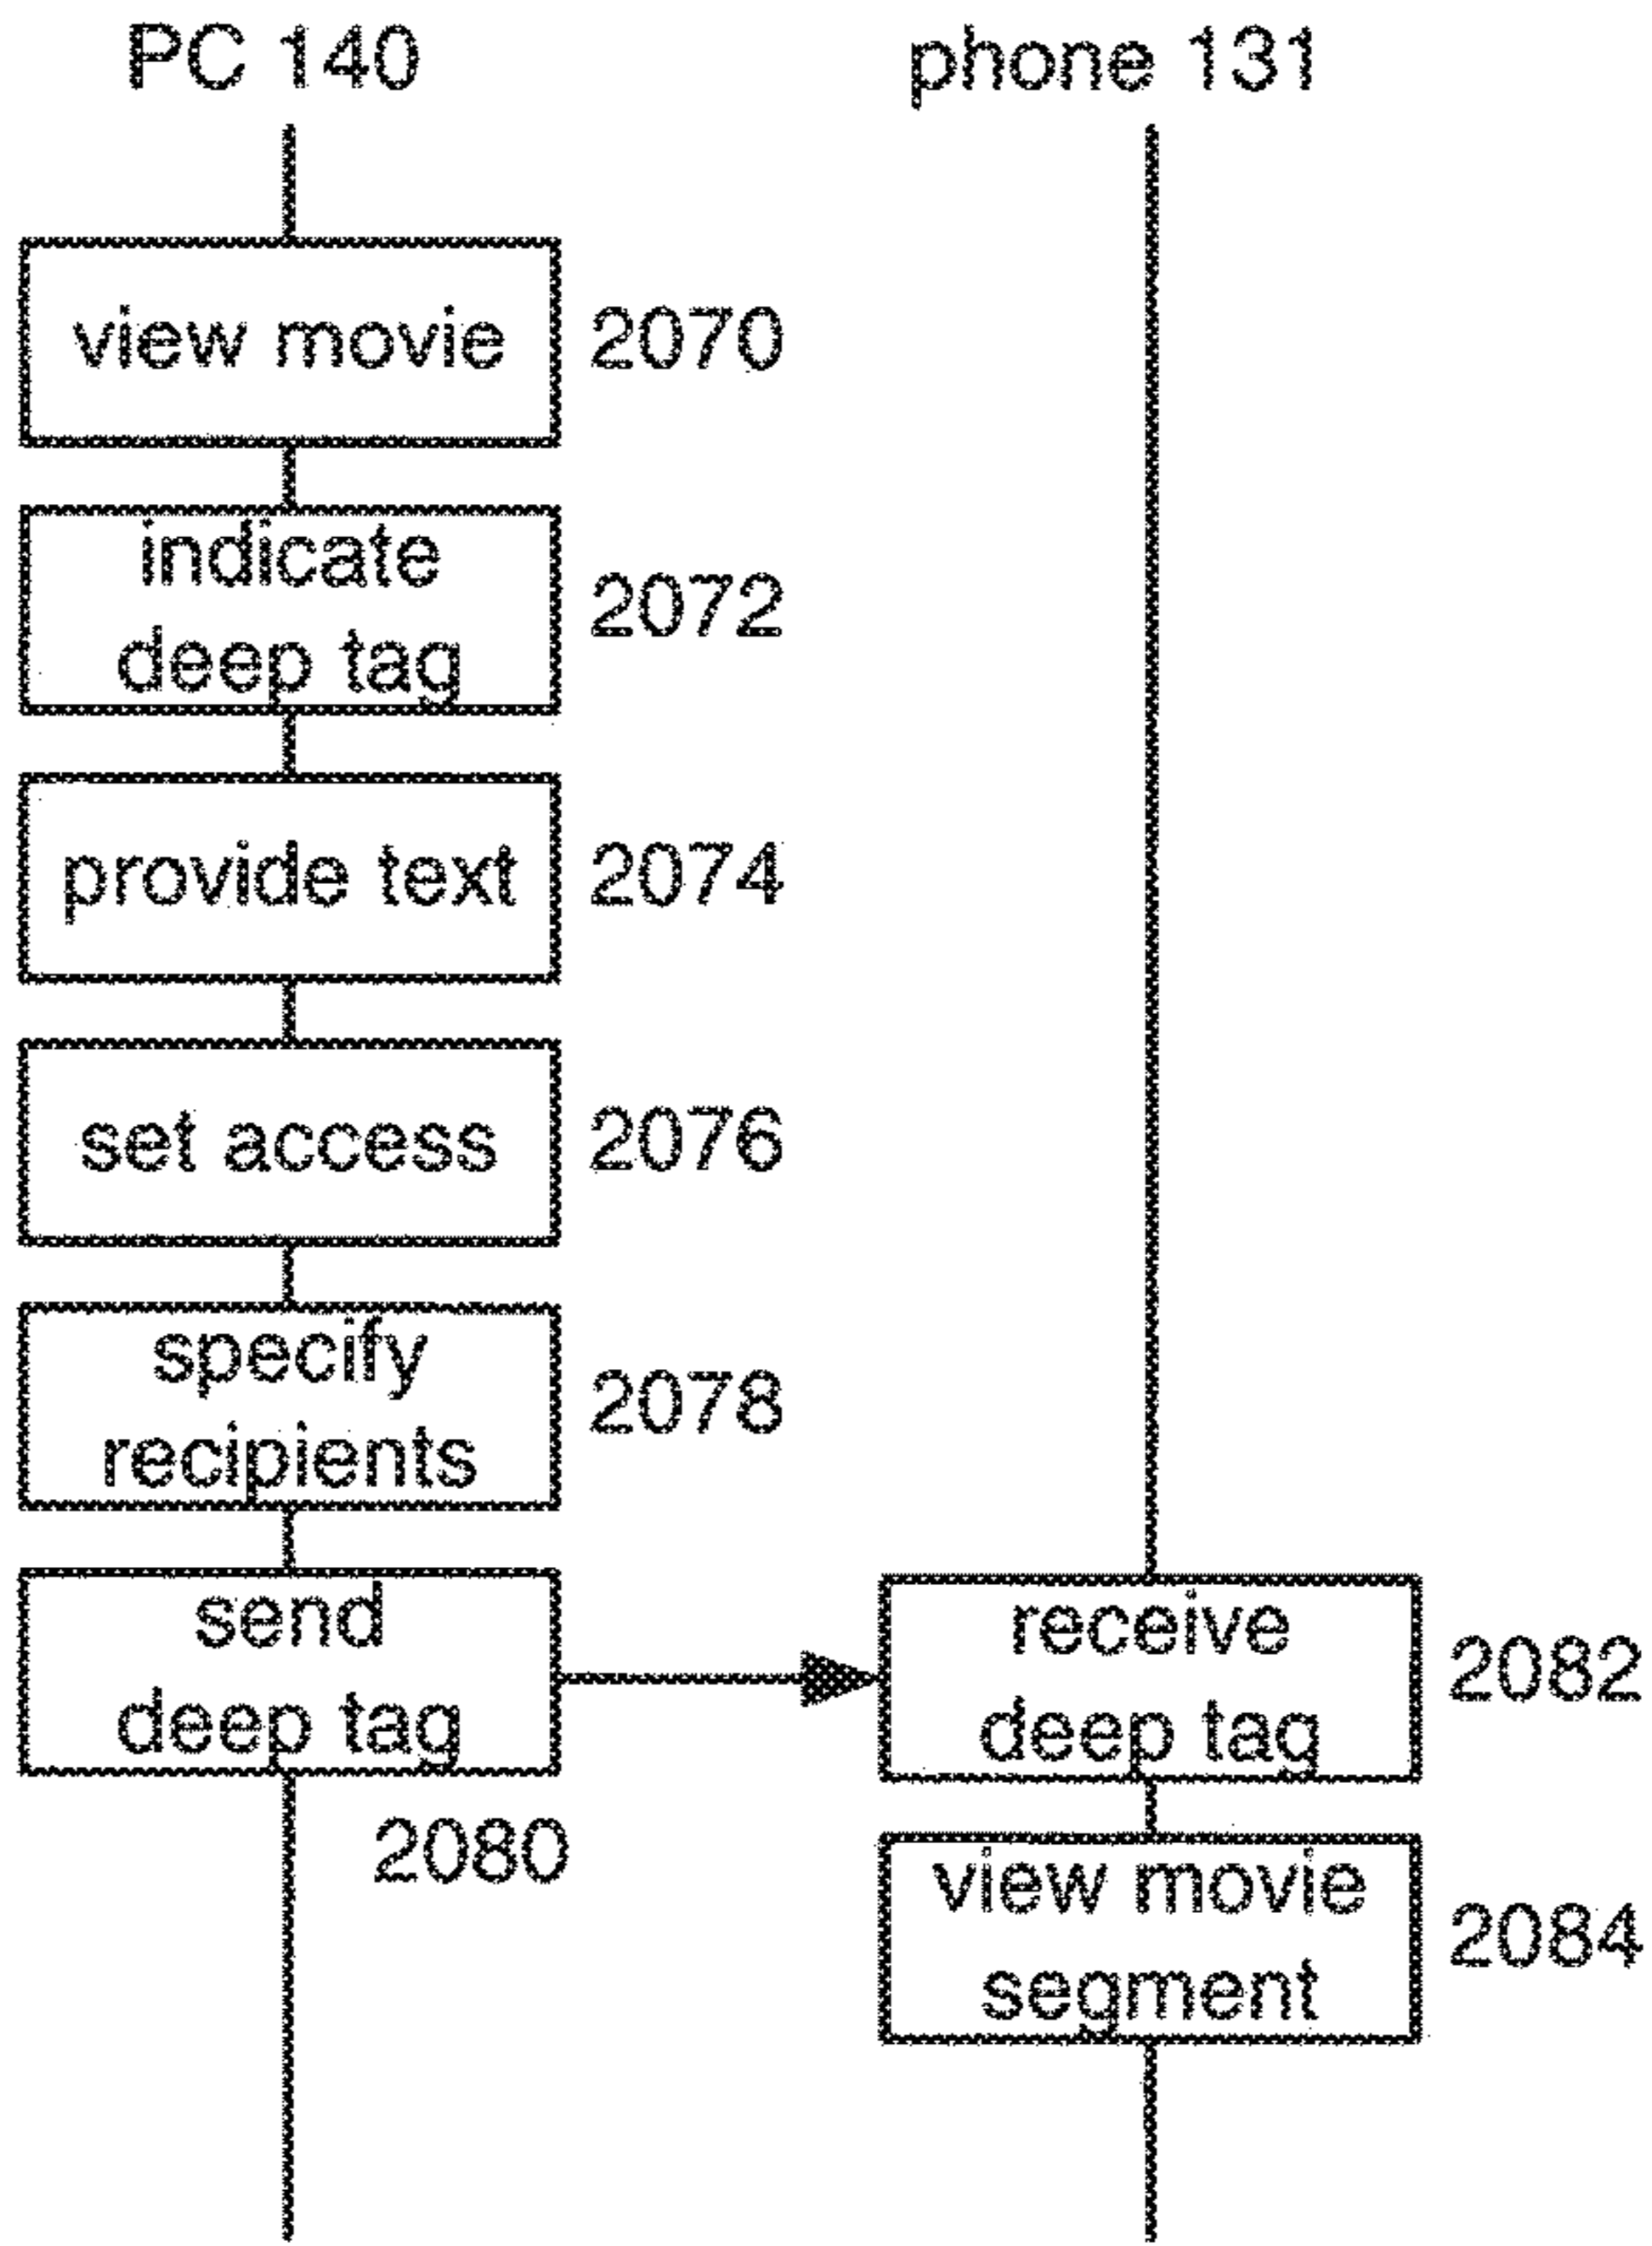 PC 140
phone 131
view movie
2070
indicate
deep tag
2072
provide text
2074
set access
2076
specify
recipients
2078
send
deep tag
2080
receive
deep tag
2082
view movie
segment
2084